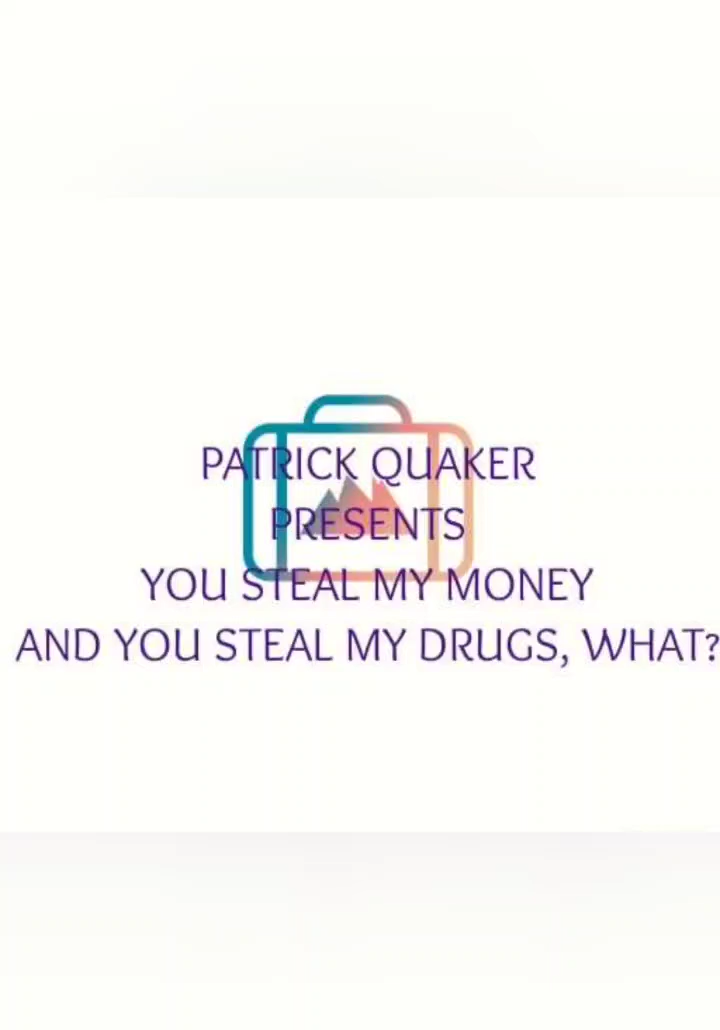 PATRICK QUAKER
PRESENTS
YOU STEAL MY MONEY
AND YOU STEAL MY DRUGS, WHAT?